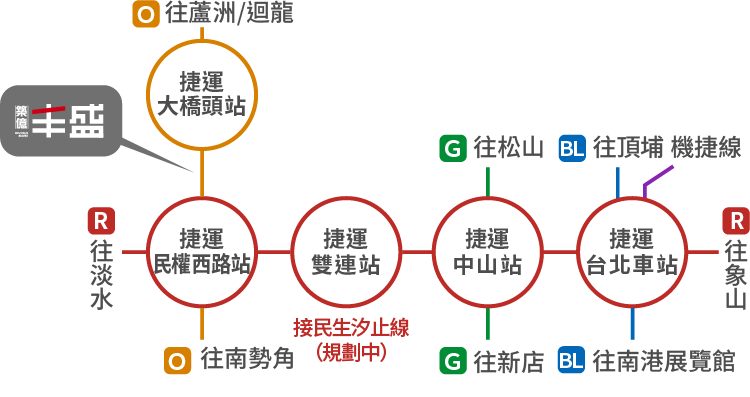 O 往蘆洲/迴龍
捷運
大橋頭站
築億
丰盛
G 往松山
BL 往頂埔 機捷線
R
往淡水
捷運
民權西路站
捷運
雙連站
捷運
中山站
捷運
台北車站
R
往象山
接民生汐止線
(規劃中)
O 往南勢角
G 往新店
BL 往南港展覽館